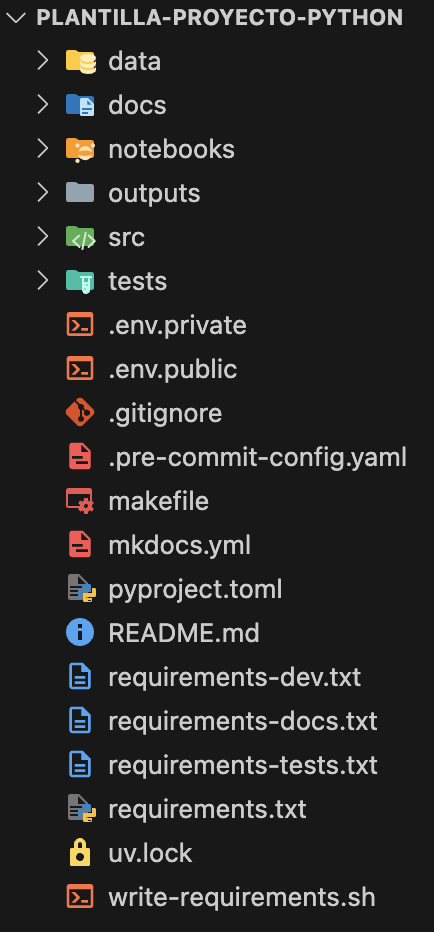 PLANTILLA-PROYECTO-PYTHON
data
docs
notebooks
outputs
src
tests
.env.private
.env.public
.gitignore
.pre-commit-config.yaml
makefile
mkdocs.yml
pyproject.toml
README.md
requirements-dev.txt
requirements-docs.txt
requirements-tests.txt
requirements.txt
uv.lock
write-requirements.sh